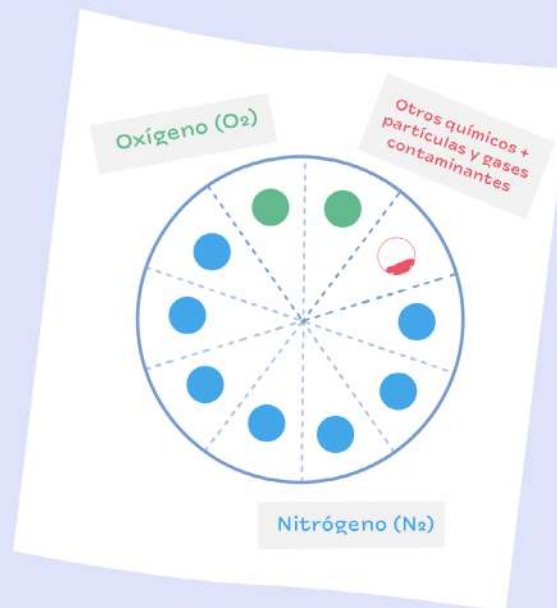 Oxígeno (O₂)
Otros químicos +
partículas y gases
contaminantes
Nitrógeno (N₂)